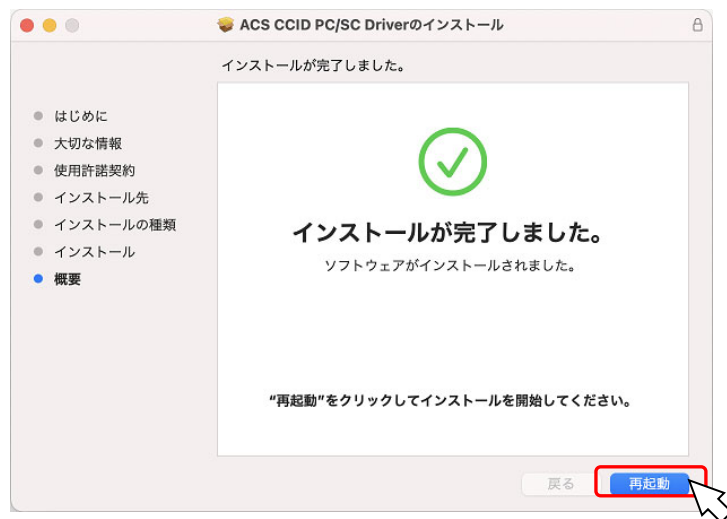 ACS CCID PC/SC Driverのインストール
インストールが完了しました。
はじめに
大切な情報
使用許諾契約
インストール先
インストールの種類
インストール
概要
インストールが完了しました。
ソフトウェアがインストールされました。
“再起動”をクリックしてインストールを開始してください。
戻る
再起動